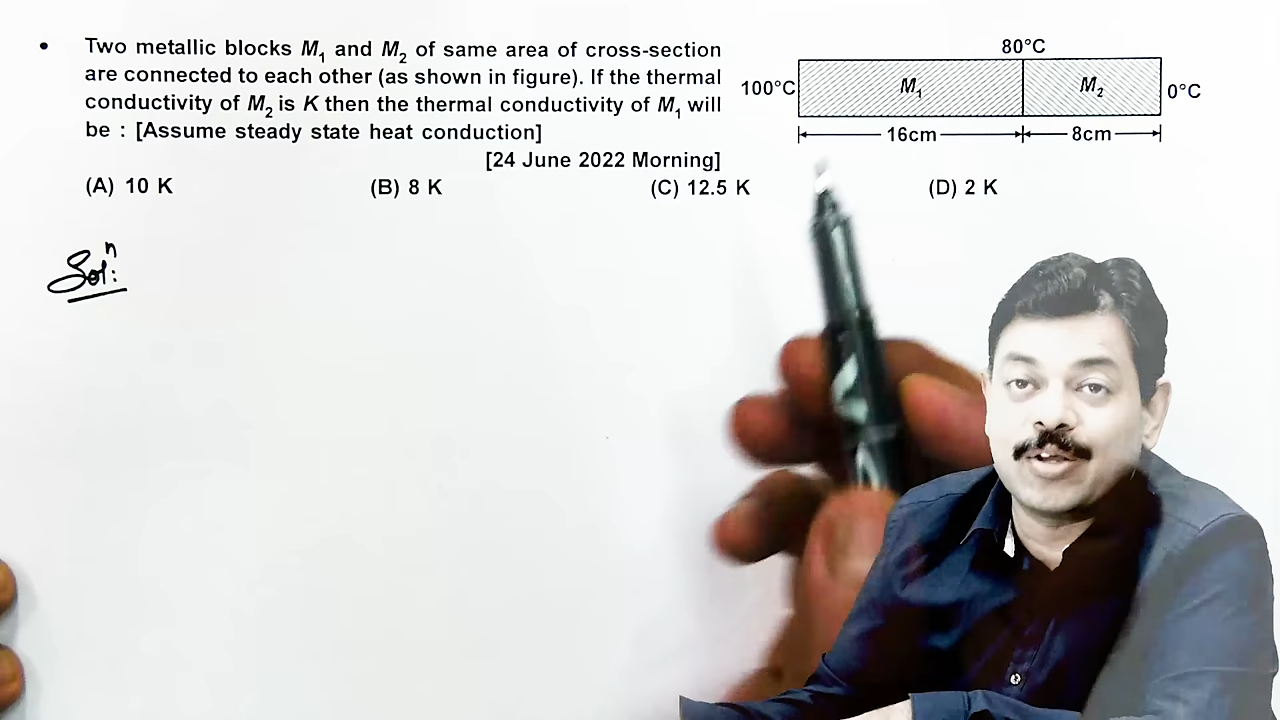 • Two metallic blocks M₁ and M₂ of same area of cross-section
are connected to each other (as shown in figure). If the thermal
conductivity of M₂ is K then the thermal conductivity of M₁ will
be : [Assume steady state heat conduction]
[24 June 2022 Morning]
(A) 10 K (B) 8 K (C) 12.5 K (D) 2 K
80°C
100°C M₁ M₂ 0°C
16cm 8cm
Solⁿ: